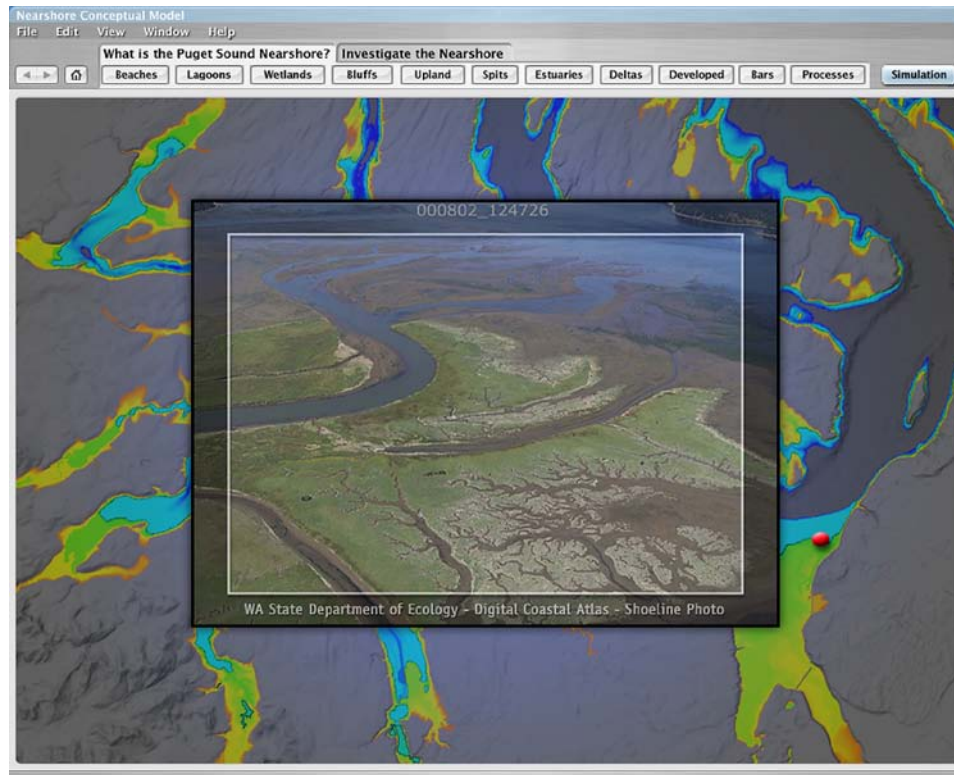 Nearshore Conceptual Model
File Edit View Window Help
What is the Puget Sound Nearshore? Investigate the Nearshore
Beaches Lagoons Wetlands Bluffs Upland Spits Estuaries Deltas Developed Bars Processes Simulation
000802_124726
WA State Department of Ecology - Digital Coastal Atlas - Shoeline Photo